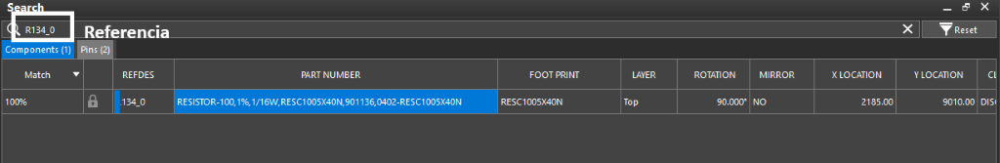 Search
R134_0
Referencia
Reset
Components (1) Pins (2)
Match REFDES PART NUMBER FOOT PRINT LAYER ROTATION MIRROR X LOCATION Y LOCATION CL
100% .134_0 RESISTOR-100,1%,1/16W,RESC1005X40N,901136,0402-RESC1005X40N RESC1005X40N Top 90.000° NO 2185.00 9010.00 DIS